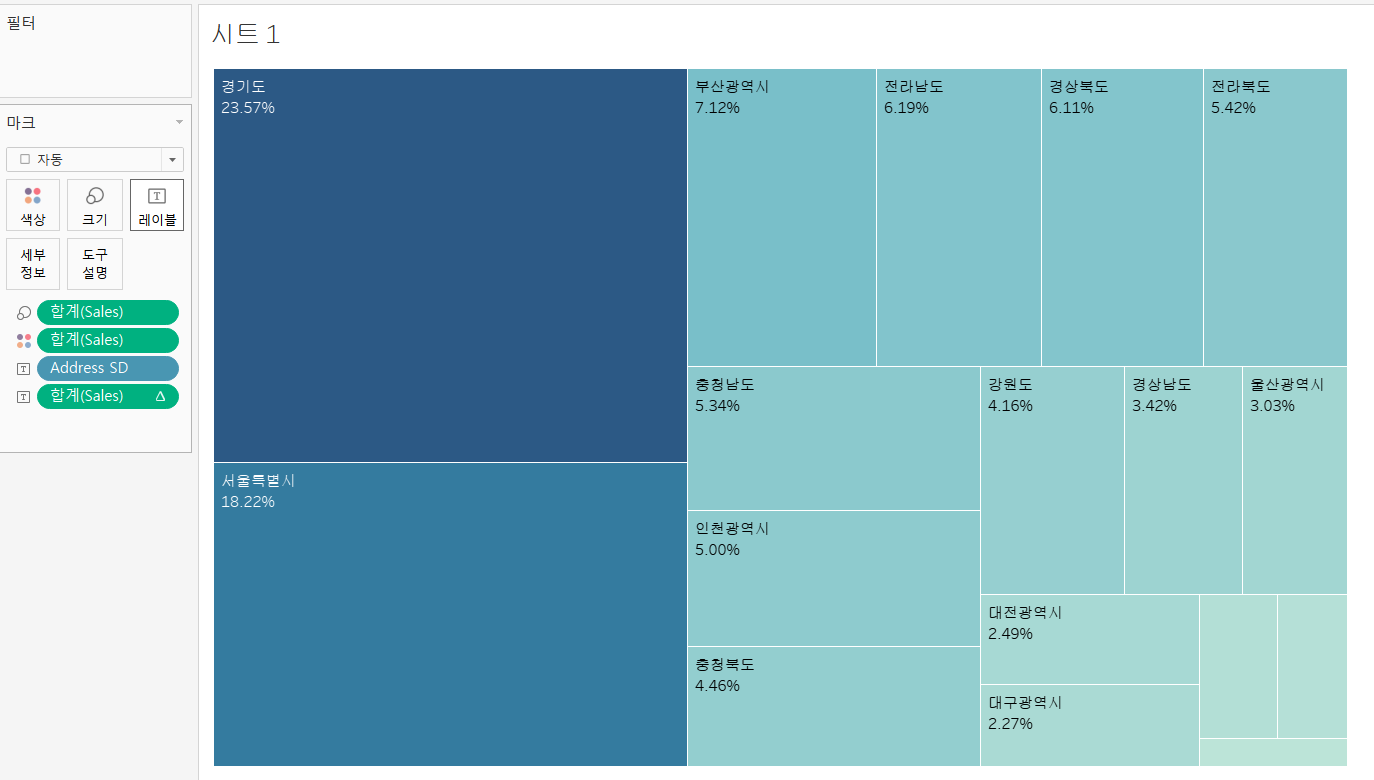 필터
마크
자동
색상
크기
레이블
세부
정보
도구
설명
합계(Sales)
합계(Sales)
Address SD
합계(Sales) Δ
시트 1
경기도
23.57%
서울특별시
18.22%
부산광역시
7.12%
전라남도
6.19%
경상북도
6.11%
전라북도
5.42%
충청남도
5.34%
인천광역시
5.00%
충청북도
4.46%
강원도
4.16%
경상남도
3.42%
울산광역시
3.03%
대전광역시
2.49%
대구광역시
2.27%